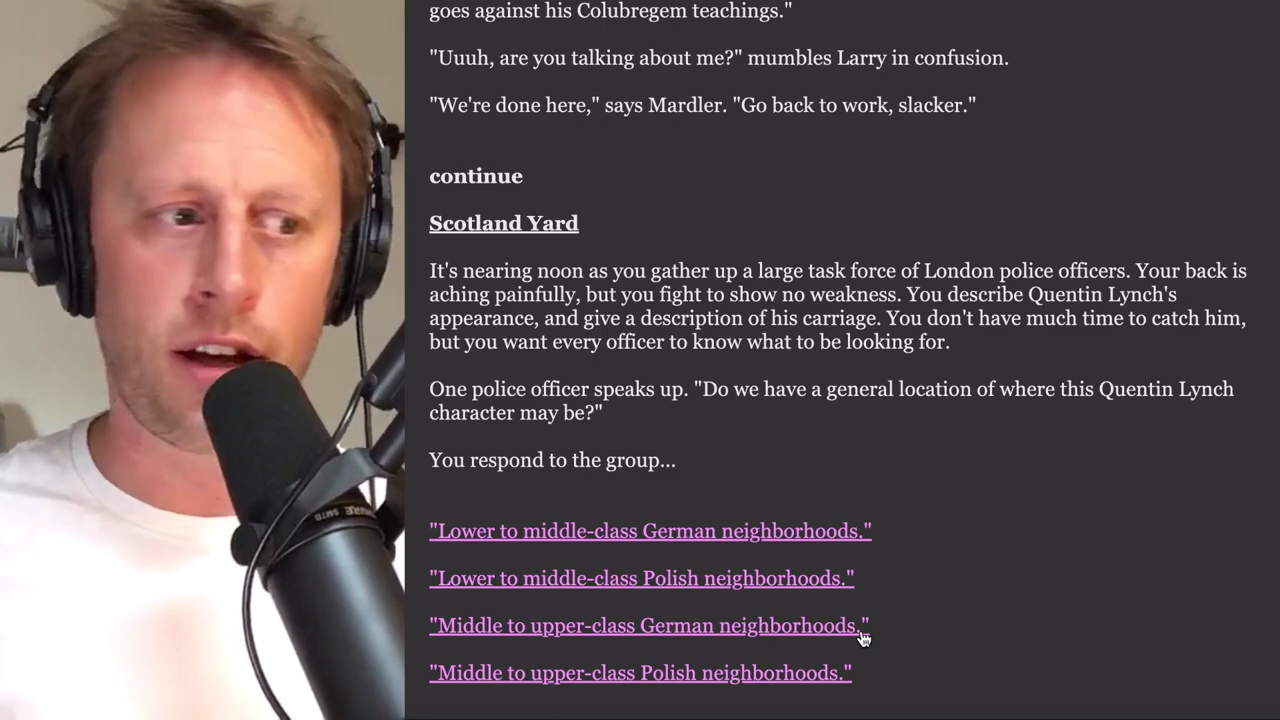 goes against his Colubregem teachings."
"Uuuh, are you talking about me?" mumbles Larry in confusion.
"We're done here," says Mardler. "Go back to work, slacker."
continue
Scotland Yard
It's nearing noon as you gather up a large task force of London police officers. Your back is
aching painfully, but you fight to show no weakness. You describe Quentin Lynch's
appearance, and give a description of his carriage. You don't have much time to catch him,
but you want every officer to know what to be looking for.
One police officer speaks up. "Do we have a general location of where this Quentin Lynch
character may be?"
You respond to the group...
"Lower to middle-class German neighborhoods."
"Lower to middle-class Polish neighborhoods."
"Middle to upper-class German neighborhoods."
"Middle to upper-class Polish neighborhoods."